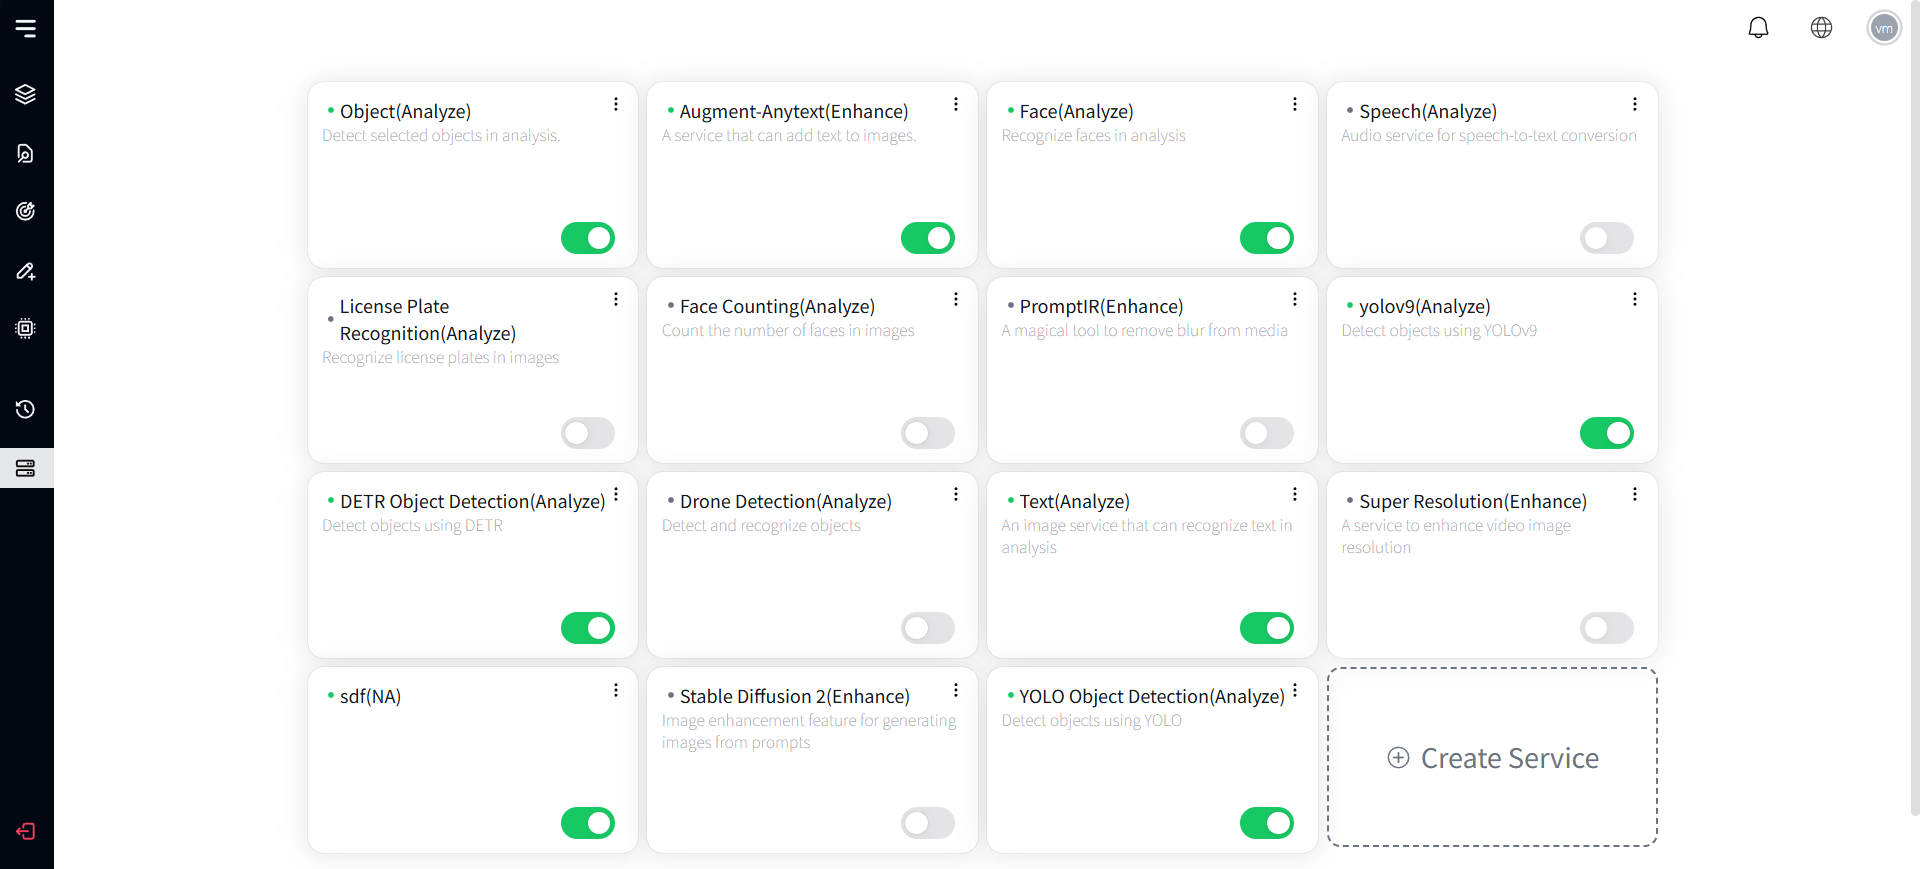 vm
Object(Analyze)
Detect selected objects in analysis.
Augment-Anytext(Enhance)
A service that can add text to images.
Face(Analyze)
Recognize faces in analysis
Speech(Analyze)
Audio service for speech-to-text conversion
License Plate
Recognition(Analyze)
Recognize license plates in images
Face Counting(Analyze)
Count the number of faces in images
PromptIR(Enhance)
A magical tool to remove blur from media
yolov9(Analyze)
Detect objects using YOLOv9
DETR Object Detection(Analyze)
Detect objects using DETR
Drone Detection(Analyze)
Detect and recognize objects
Text(Analyze)
An image service that can recognize text in
analysis
Super Resolution(Enhance)
A service to enhance video image
resolution
sdf(NA)
Stable Diffusion 2(Enhance)
Image enhancement feature for generating
images from prompts
YOLO Object Detection(Analyze)
Detect objects using YOLO
Create Service